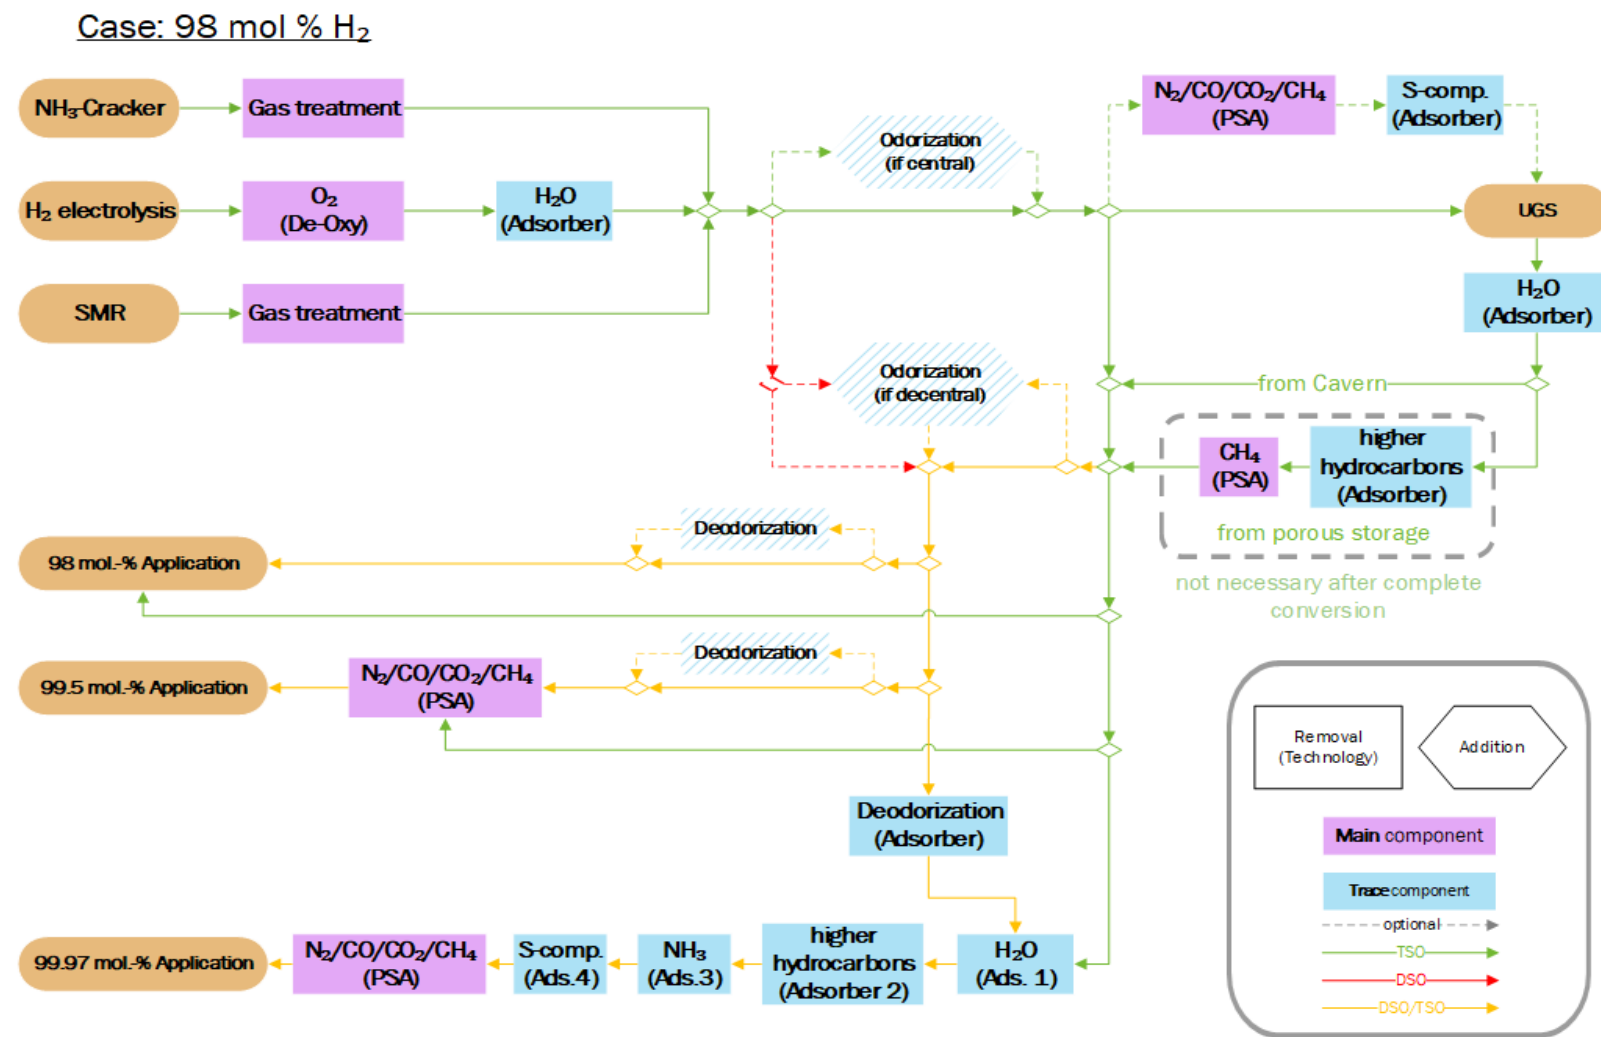 Case: 98 mol % H₂
NH₃-Cracker
Gas treatment
H₂ electrolysis
O₂
(De-Oxy)
H₂O
(Adsorber)
SMR
Gas treatment
Odorization
(if central)
N₂/CO/CO₂/CH₄
(PSA)
S-comp.
(Adsorber)
UGS
H₂O
(Adsorber)
Odorization
(if decentral)
from Cavern
CH₄
(PSA)
higher
hydrocarbons
(Adsorber)
from porous storage
not necessary after complete
conversion
Deodorization
98 mol.-% Application
Deodorization
99.5 mol.-% Application
N₂/CO/CO₂/CH₄
(PSA)
Deodorization
(Adsorber)
99.97 mol.-% Application
N₂/CO/CO₂/CH₄
(PSA)
S-comp.
(Ads.4)
NH₃
(Ads.3)
higher
hydrocarbons
(Adsorber 2)
H₂O
(Ads. 1)
Removal
(Technology)
Addition
Main component
Trace component
optional
TSO
DSO
DSO/TSO